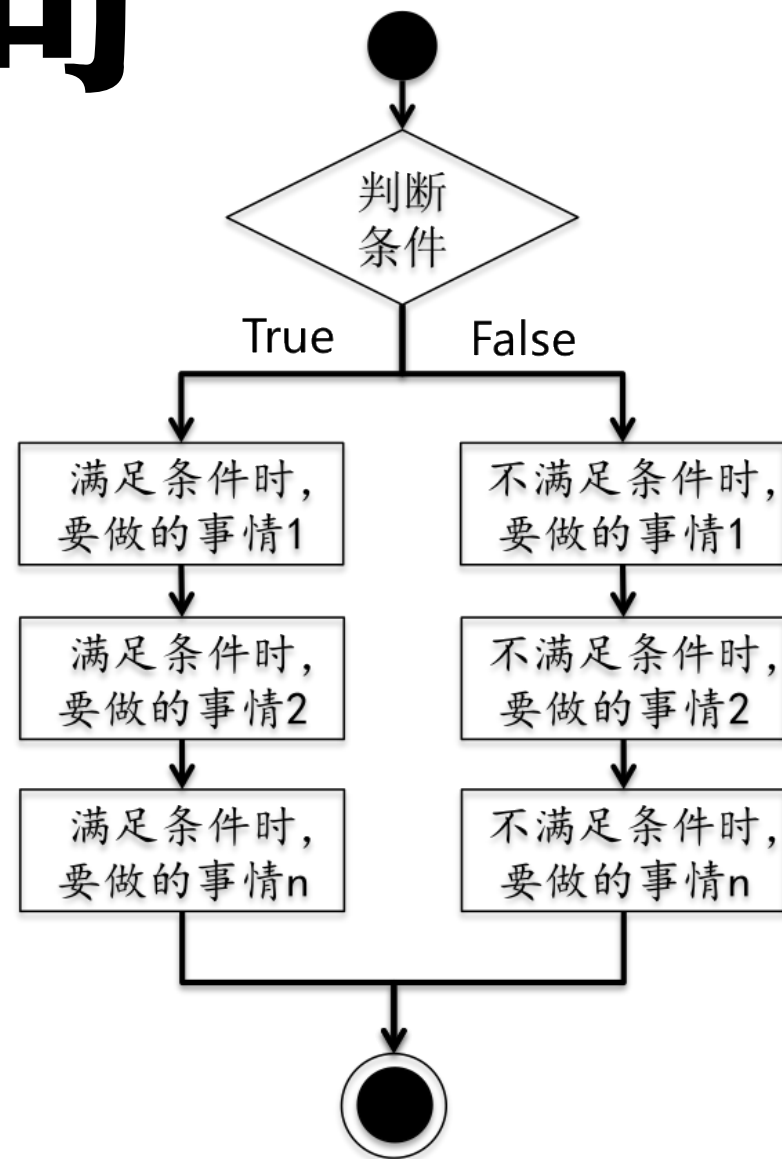 句
判断
条件
True
False
满足条件时,
要做的事情1
不满足条件时,
要做的事情1
满足条件时,
要做的事情2
不满足条件时,
要做的事情2
满足条件时,
要做的事情n
不满足条件时,
要做的事情n